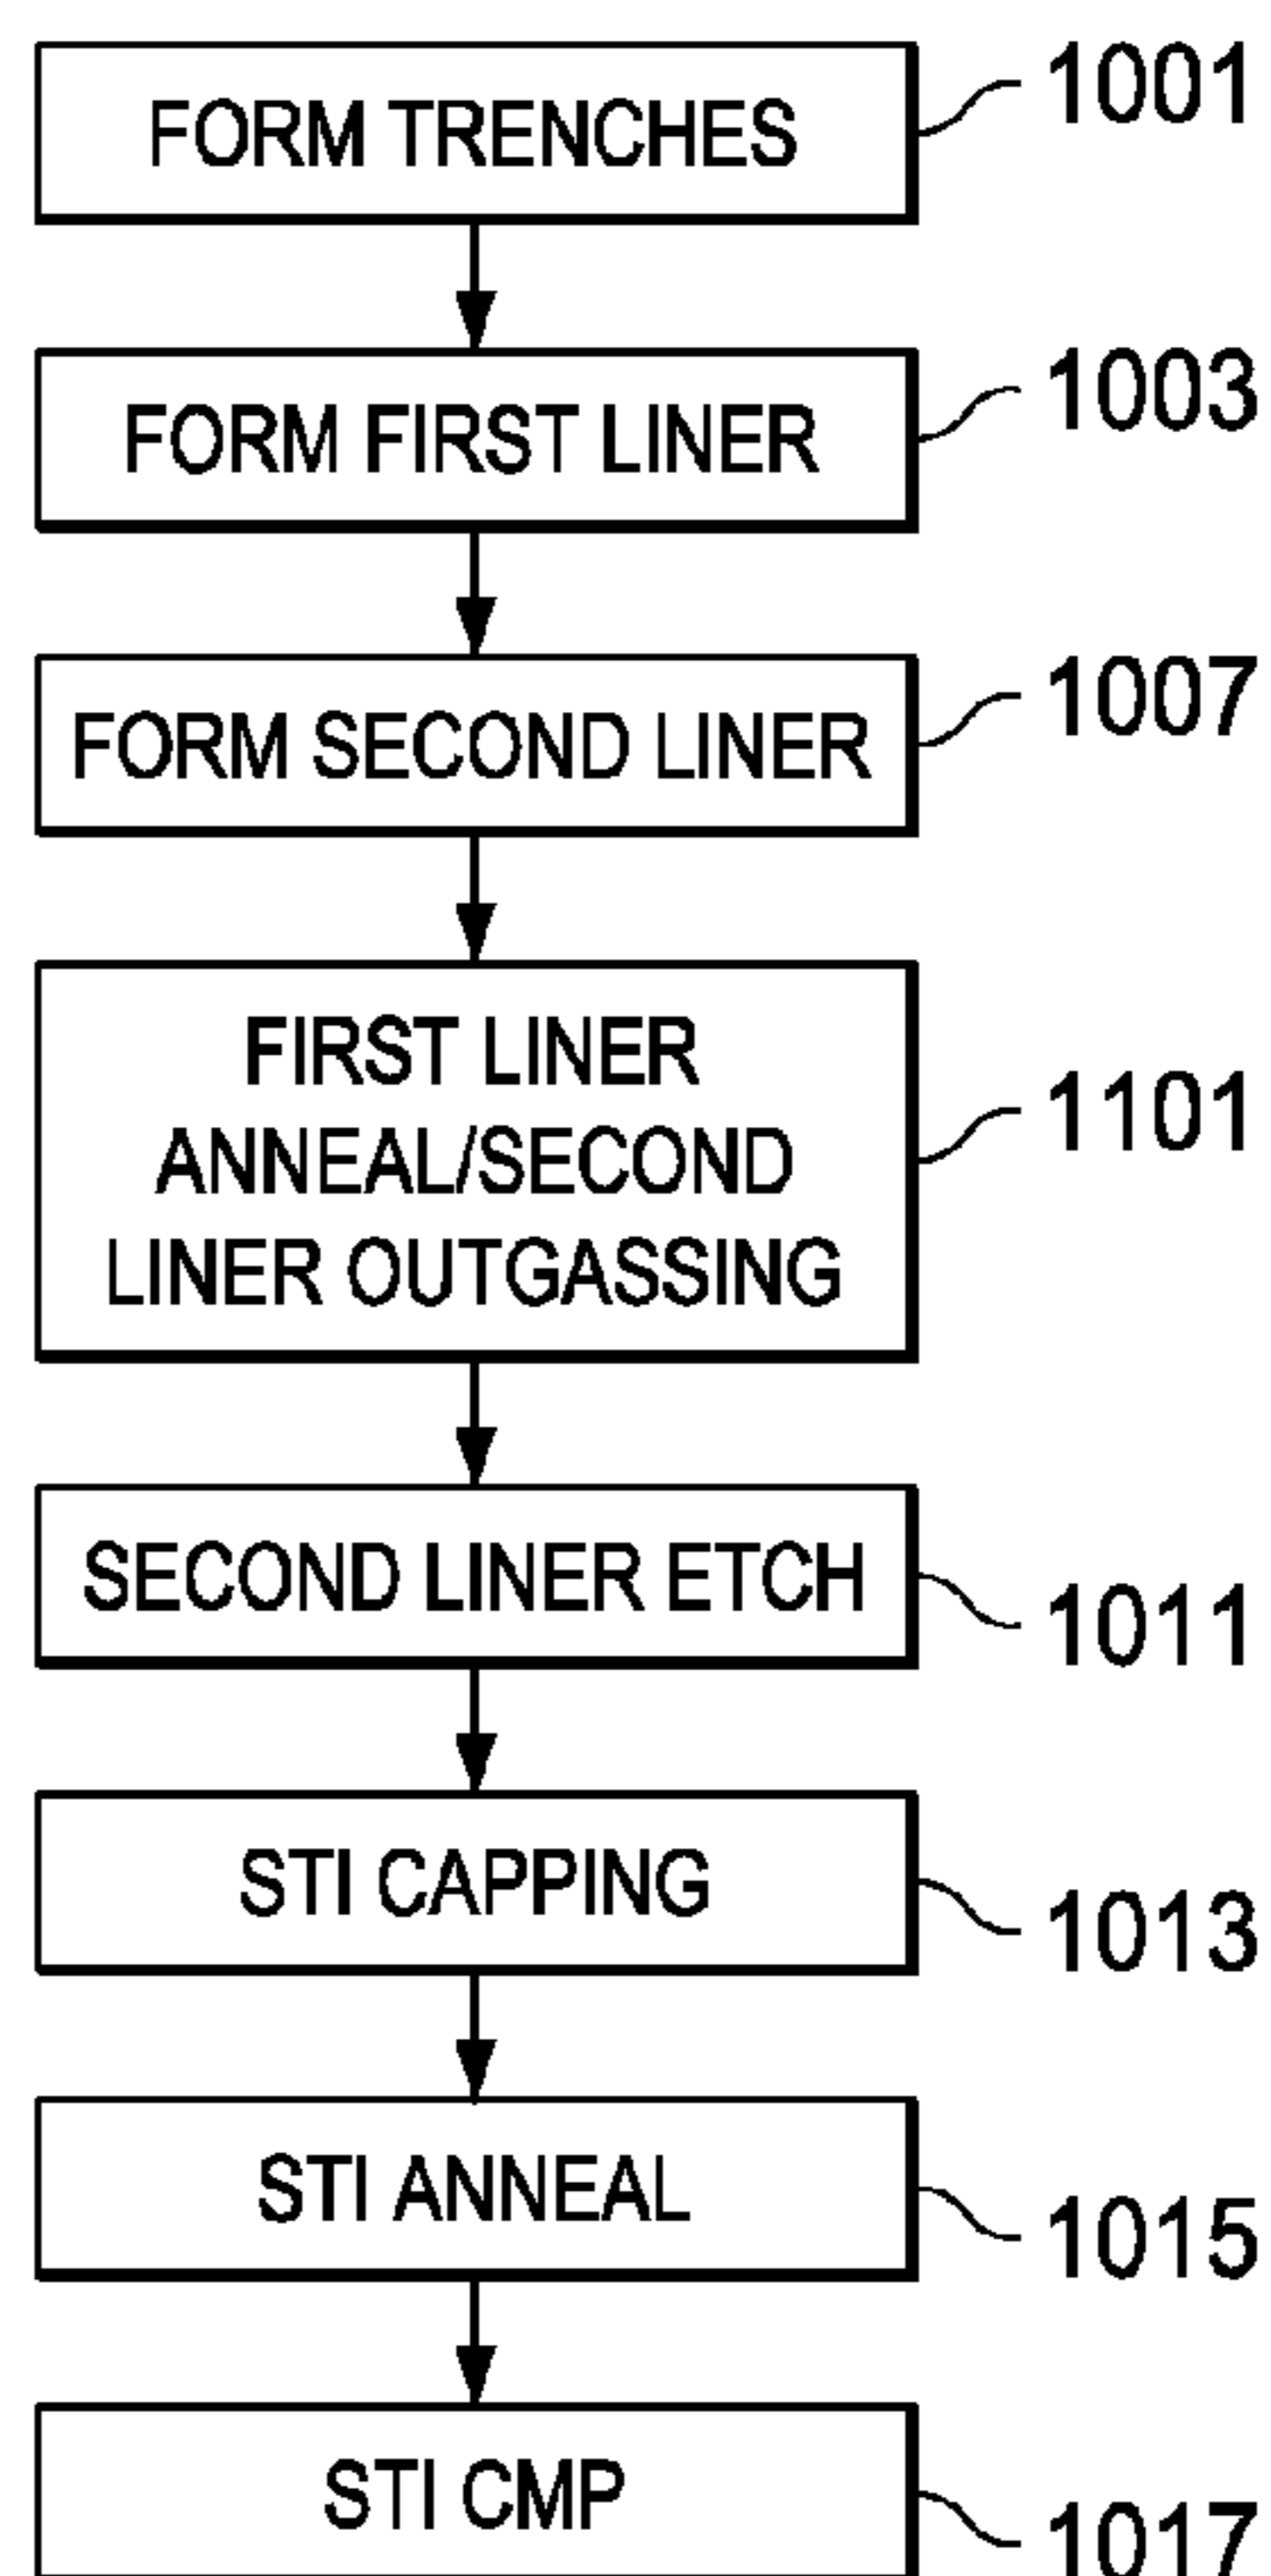 FORM TRENCHES
1001
FORM FIRST LINER
1003
FORM SECOND LINER
1007
FIRST LINER
ANNEAL/SECOND
LINER OUTGASSING
1101
SECOND LINER ETCH
1011
STI CAPPING
1013
STI ANNEAL
1015
STI CMP
1017